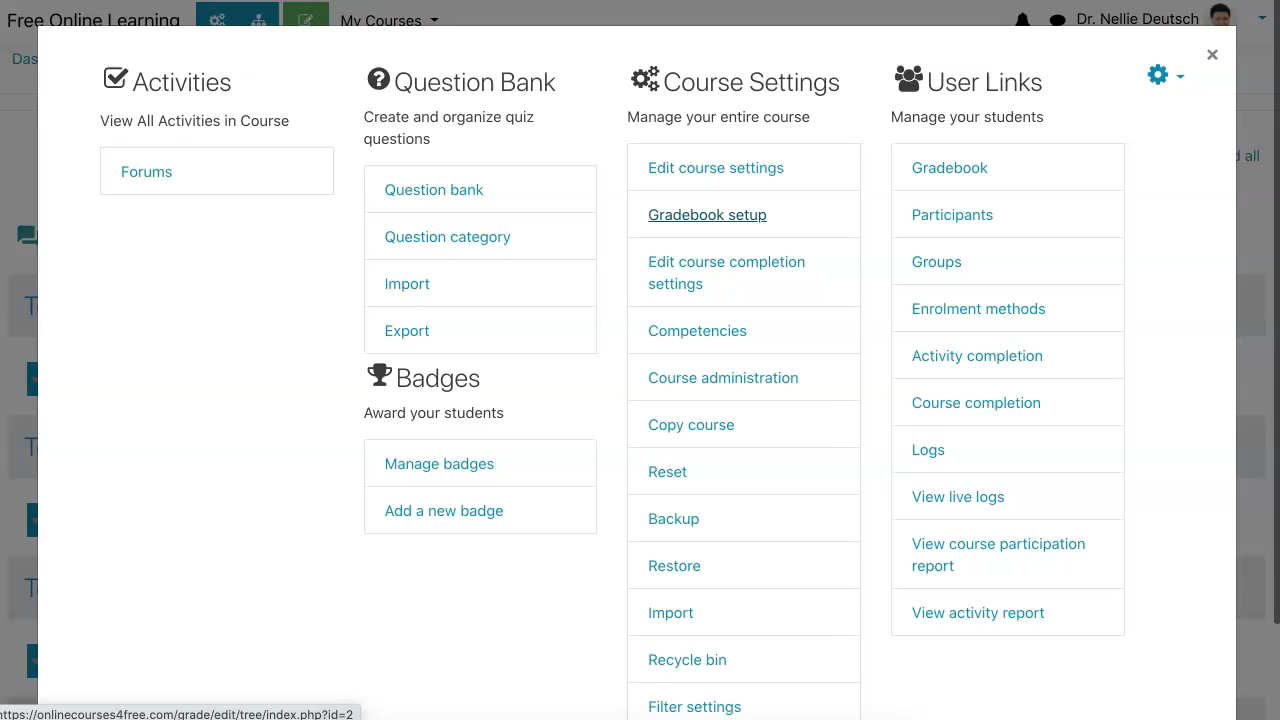 Free Online Learning
My Courses
Dr. Nellie Deutsch
Activities
View All Activities in Course
Forums
Question Bank
Create and organize quiz
questions
Question bank
Question category
Import
Export
Badges
Award your students
Manage badges
Add a new badge
Course Settings
Manage your entire course
Edit course settings
Gradebook setup
Edit course completion
settings
Competencies
Course administration
Copy course
Reset
Backup
Restore
Import
Recycle bin
Filter settings
User Links
Manage your students
Gradebook
Participants
Groups
Enrolment methods
Activity completion
Course completion
Logs
View live logs
View course participation
report
View activity report
all
https://onlinecourses4free.com/grade/edit/tree/index.php?id=2